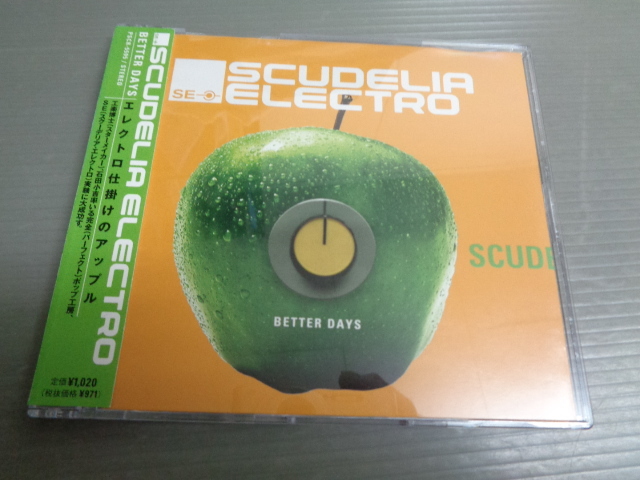 SCUDELIA ELECTRO
BETTER DAYS エレクトロ仕掛けのアップル
STEREO
定価¥1,020
(税抜価格¥971)
SE
SCUDELIA
ELECTRO
BETTER DAYS
SCUDE